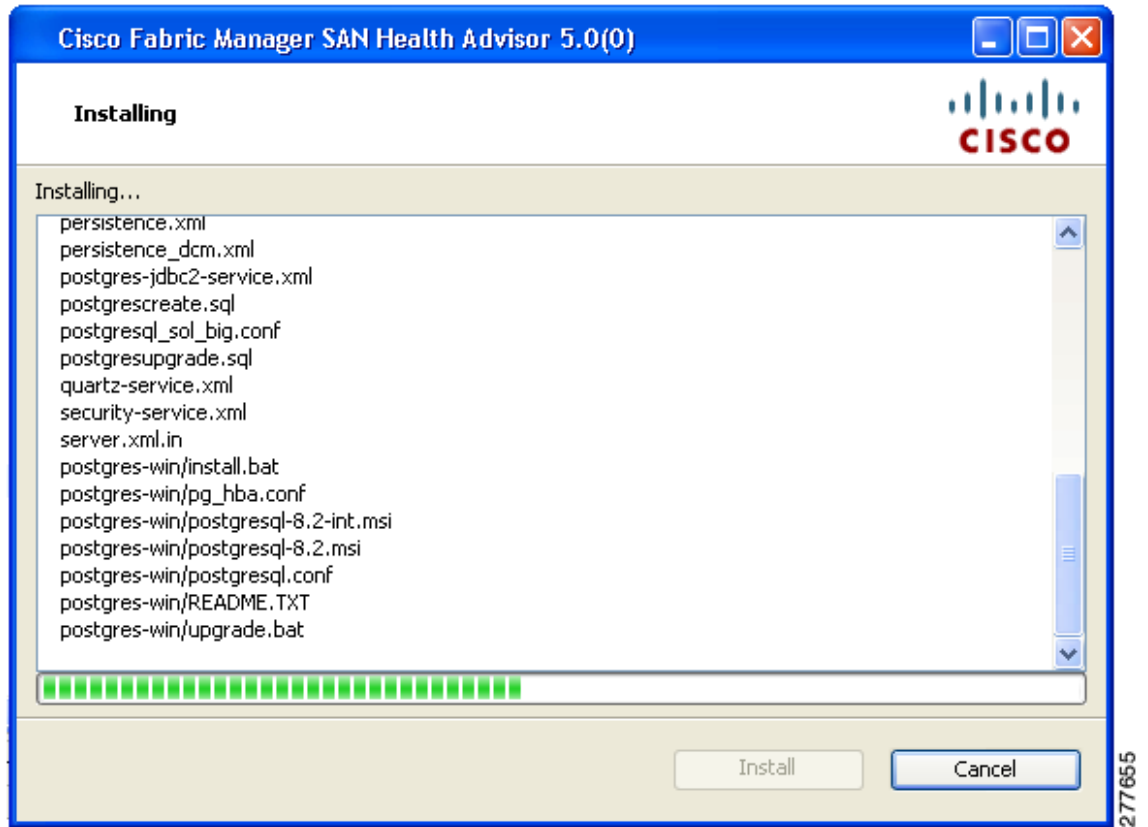 Cisco Fabric Manager SAN Health Advisor 5.0(0)
Installing
CISCO
Installing...
persistence.xml
persistence_dcm.xml
postgres-jdbc2-service.xml
postgrescreate.sql
postgresql_sol_big.conf
postgresupgrade.sql
quartz-service.xml
security-service.xml
server.xml.in
postgres-win/install.bat
postgres-win/pg_hba.conf
postgres-win/postgresql-8.2-int.msi
postgres-win/postgresql-8.2.msi
postgres-win/postgresql.conf
postgres-win/README.TXT
postgres-win/upgrade.bat
Install
Cancel
277655